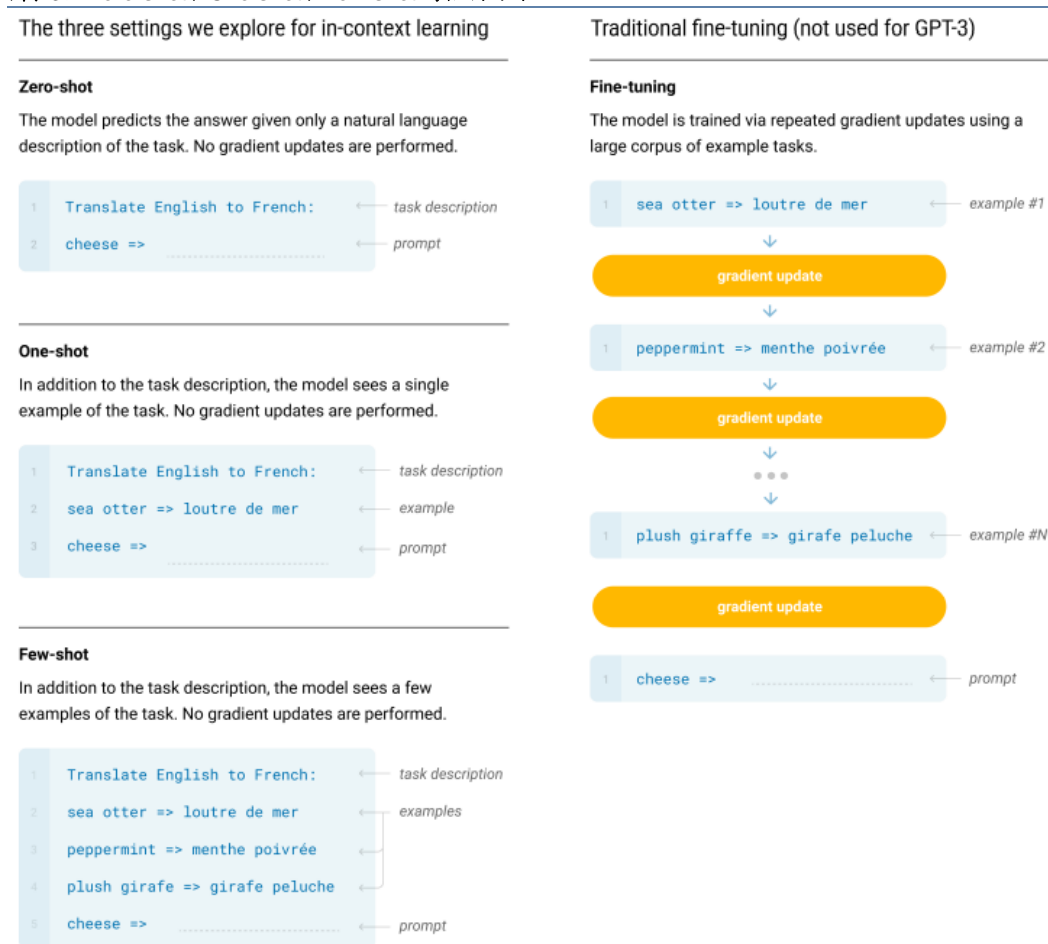 The three settings we explore for in-context learning
Zero-shot
The model predicts the answer given only a natural language
description of the task. No gradient updates are performed.
1 Translate English to French: task description
2 cheese => prompt
One-shot
In addition to the task description, the model sees a single
example of the task. No gradient updates are performed.
1 Translate English to French: task description
2 sea otter => loutre de mer example
3 cheese => prompt
Few-shot
In addition to the task description, the model sees a few
examples of the task. No gradient updates are performed.
1 Translate English to French: task description
2 sea otter => loutre de mer examples
3 peppermint => menthe poivrée
4 plush girafe => girafe peluche
5 cheese => prompt
Traditional fine-tuning (not used for GPT-3)
Fine-tuning
The model is trained via repeated gradient updates using a
large corpus of example tasks.
1 sea otter => loutre de mer example #1
gradient update
1 peppermint => menthe poivrée example #2
gradient update
1 plush giraffe => girafe peluche example #N
gradient update
1 cheese => prompt